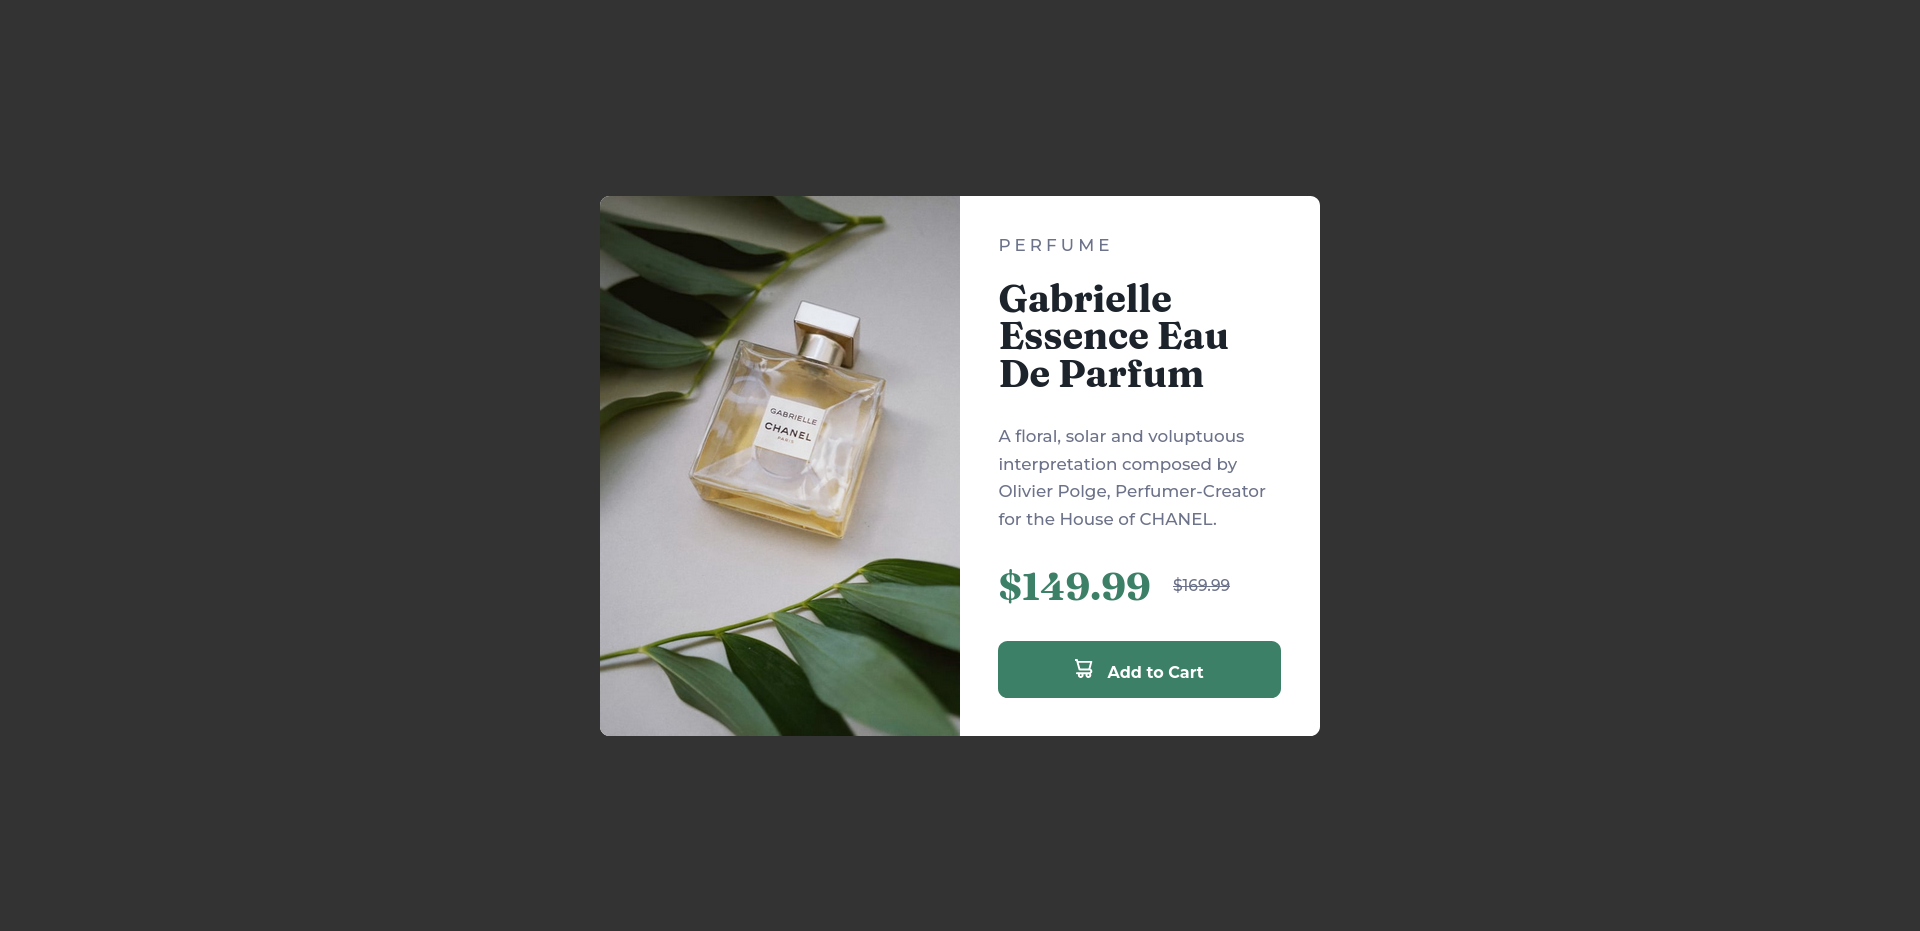 GABRIELLE
CHANEL
PARIS
PERFUME
Gabrielle
Essence Eau
De Parfum
A floral, solar and voluptuous
interpretation composed by
Olivier Polge, Perfumer-Creator
for the House of CHANEL.
$149.99 $169.99
Add to Cart